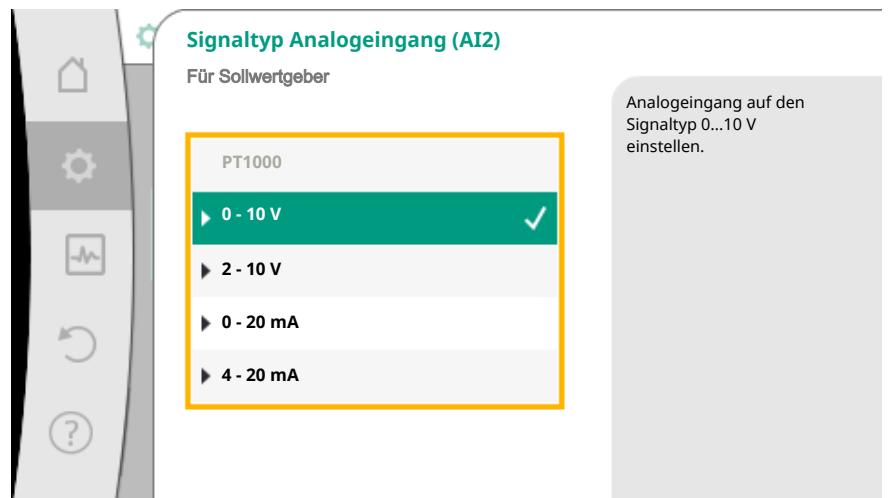 Signaltyp Analogeingang (AI2)
Für Sollwertgeber
PT1000
0 - 10 V
2 - 10 V
0 - 20 mA
4 - 20 mA
Analogeingang auf den
Signaltyp 0...10 V
einstellen.
?